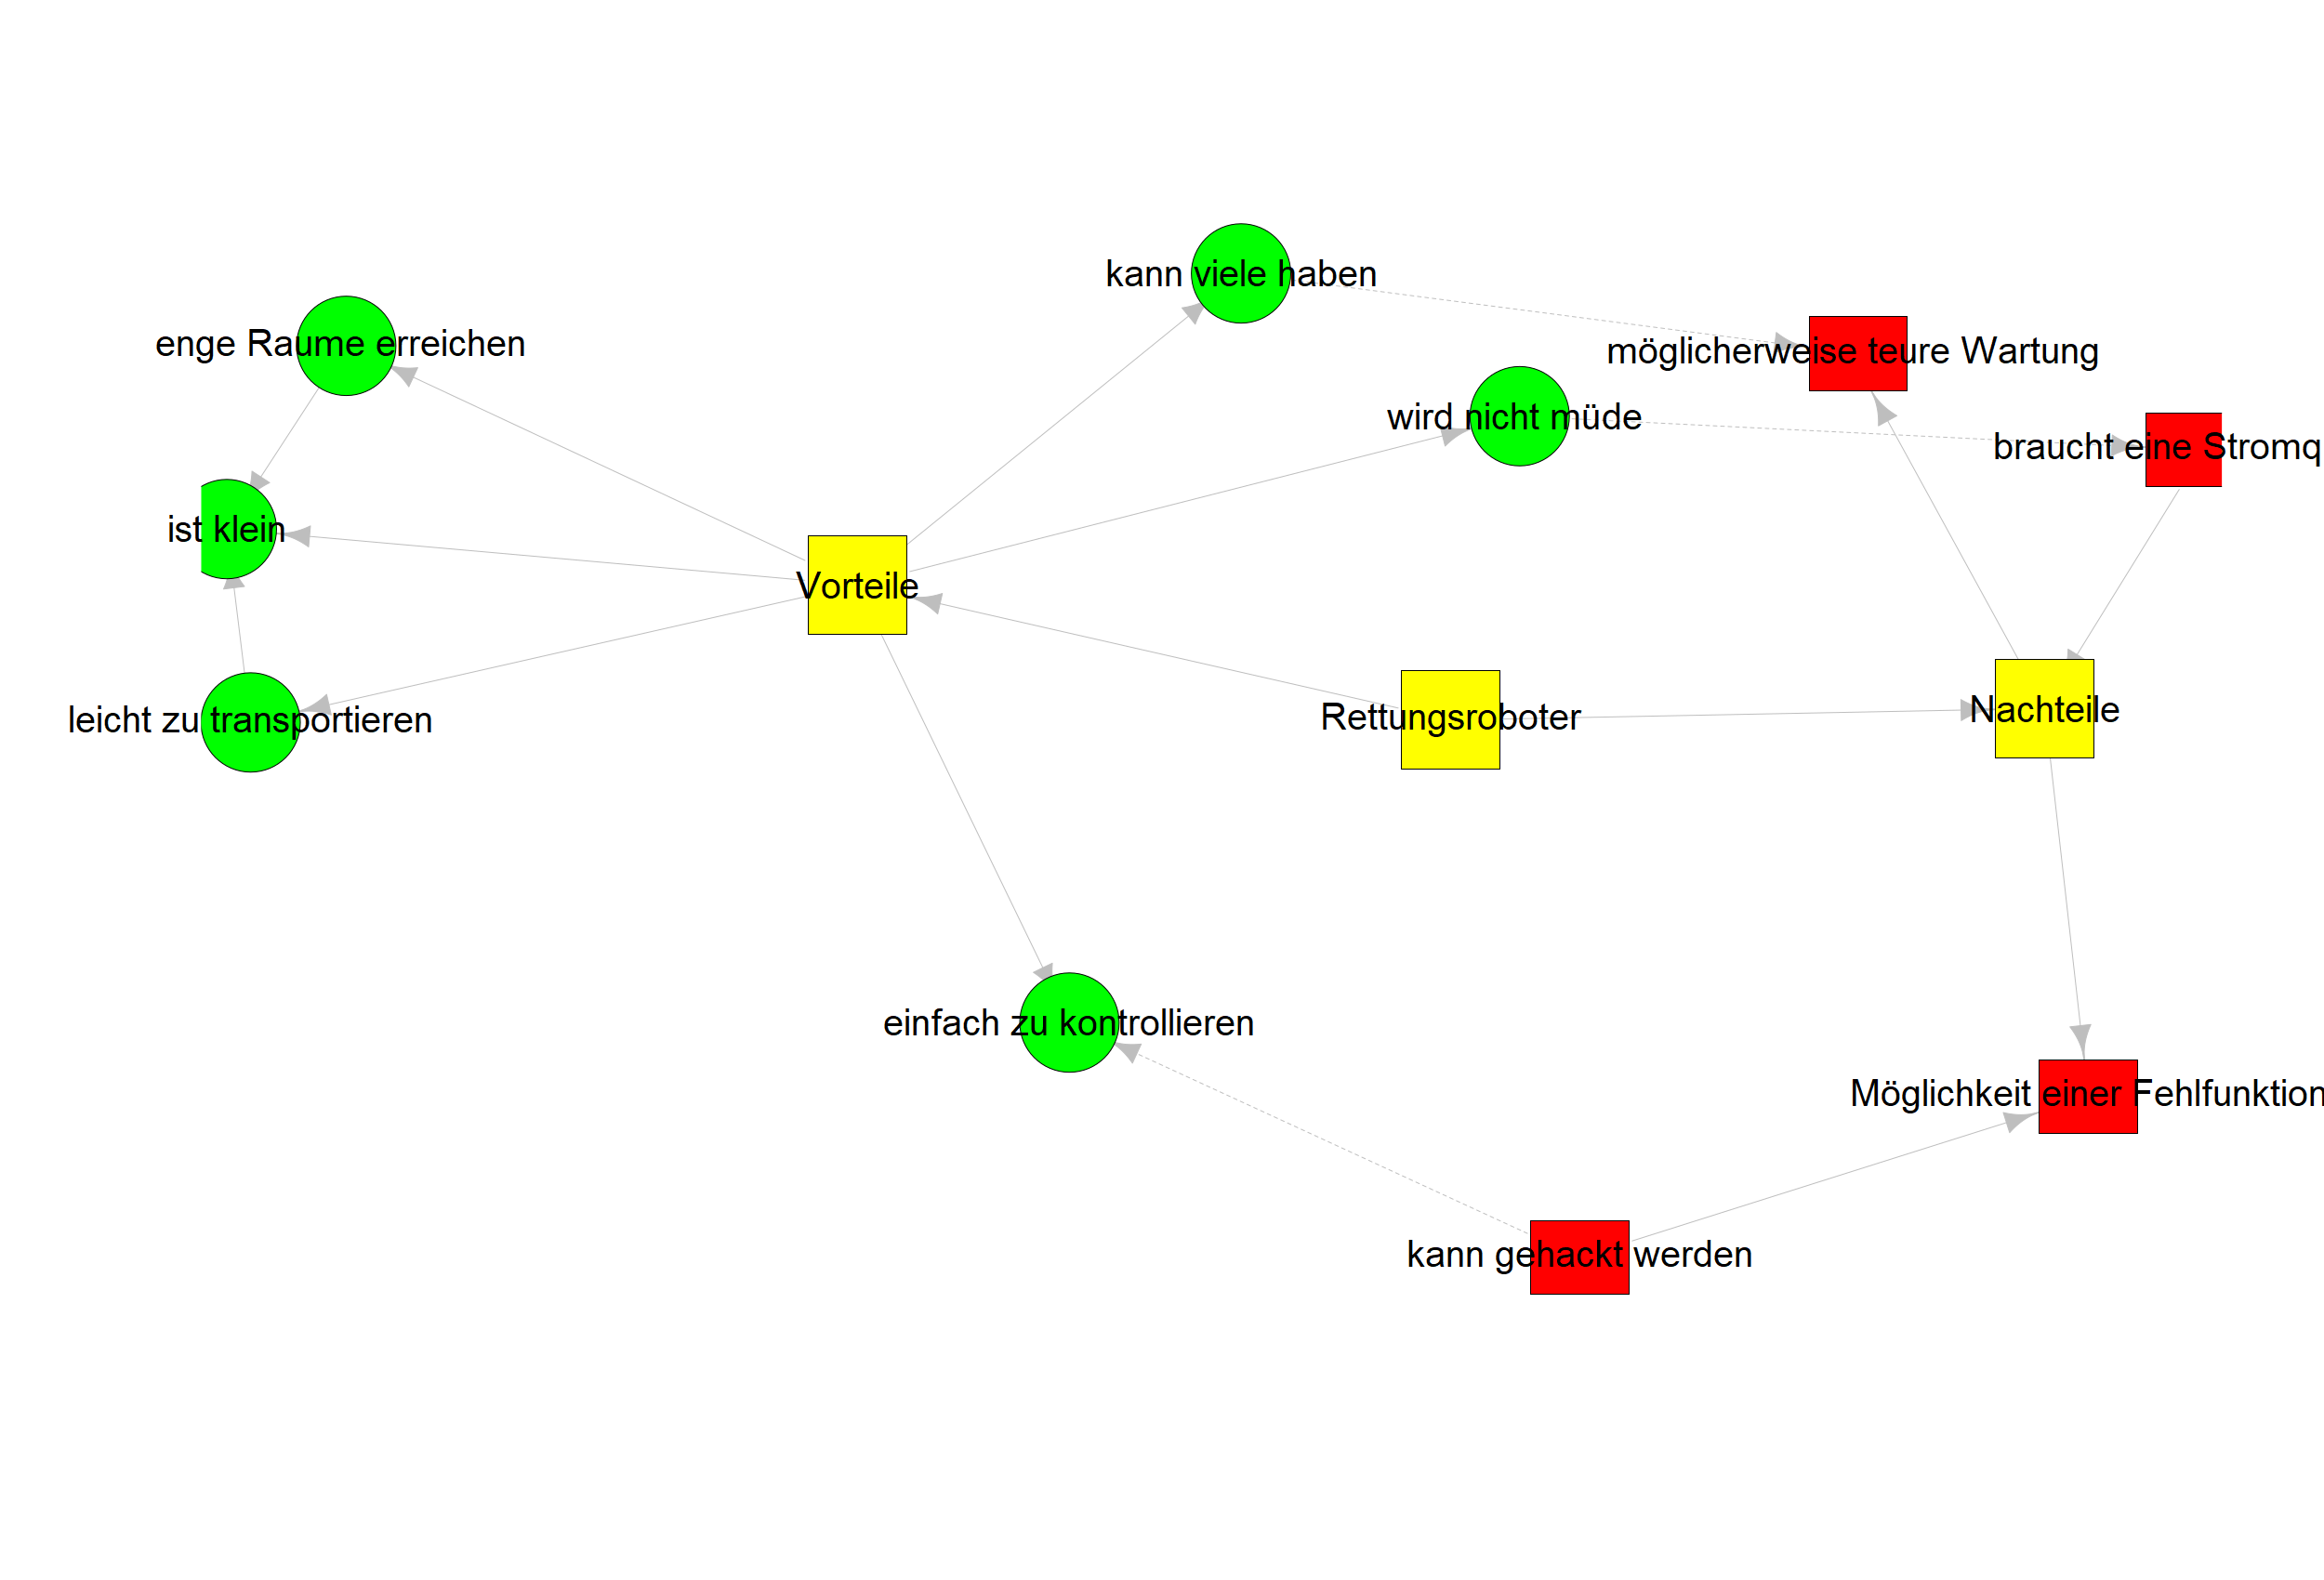 kann viele haben
enge Raume erreichen
möglicherweise teure Wartung
wird nicht müde
braucht eine Stromq
ist klein
Vorteile
Nachteile
Rettungsroboter
leicht zu transportieren
einfach zu kontrollieren
Möglichkeit einer Fehlfunktion
kann gehackt werden